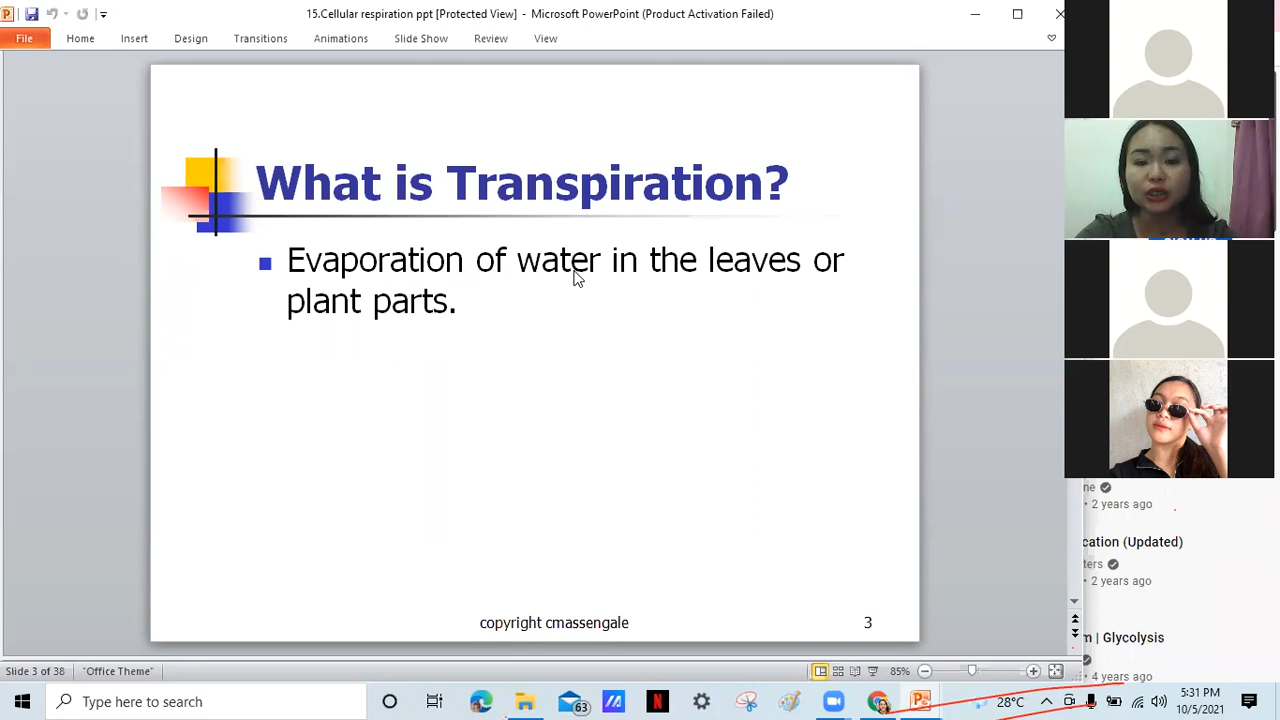 15.Cellular respiration ppt [Protected View] - Microsoft PowerPoint (Product Activation Failed)
File Home Insert Design Transitions Animations Slide Show Review View
What is Transpiration?
Evaporation of water in the leaves or
plant parts.
copyright cmassengale 3
ne
• 2 years ago
cation (Updated)
ters
• 2 years ago
m | Glycolysis
• 4 years ago
Slide 3 of 38 "Office Theme" 85%
Type here to search 63 28°C 5:31 PM
10/5/2021